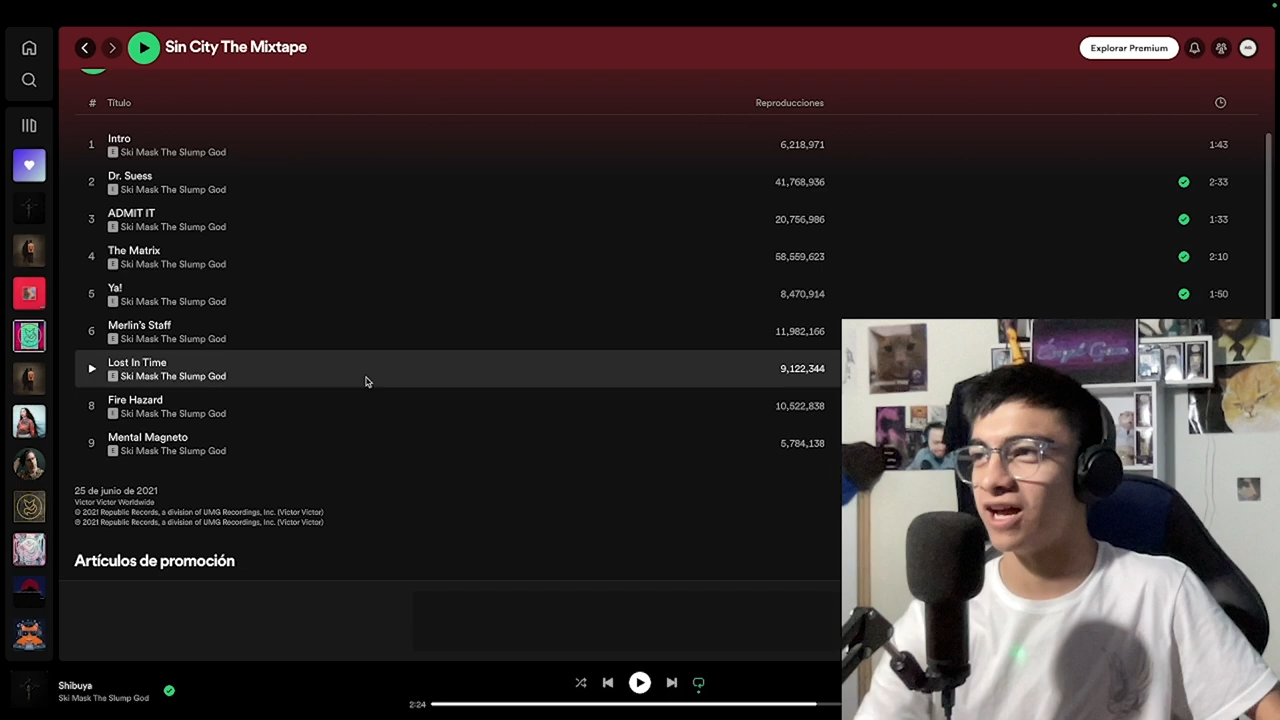 Sin City The Mixtape
Explorar Premium
# Título Reproducciones
1 Intro 6,218,971 1:43
E Ski Mask The Slump God
2 Dr. Suess 41,768,936 2:33
E Ski Mask The Slump God
3 ADMIT IT 20,756,986 1:33
E Ski Mask The Slump God
4 The Matrix 58,559,623 2:10
E Ski Mask The Slump God
5 Ya! 8,470,914 1:50
E Ski Mask The Slump God
6 Merlin's Staff 11,982,166
E Ski Mask The Slump God
Lost In Time 9,122,344
E Ski Mask The Slump God
8 Fire Hazard 10,522,838
E Ski Mask The Slump God
9 Mental Magneto 5,784,138
E Ski Mask The Slump God
25 de junio de 2021
Victor Victor Worldwide
© 2021 Republic Records, a division of UMG Recordings, Inc. (Victor Victor)
℗ 2021 Republic Records, a division of UMG Recordings, Inc. (Victor Victor)
Artículos de promoción
Shibuya
Ski Mask The Slump God
2:24